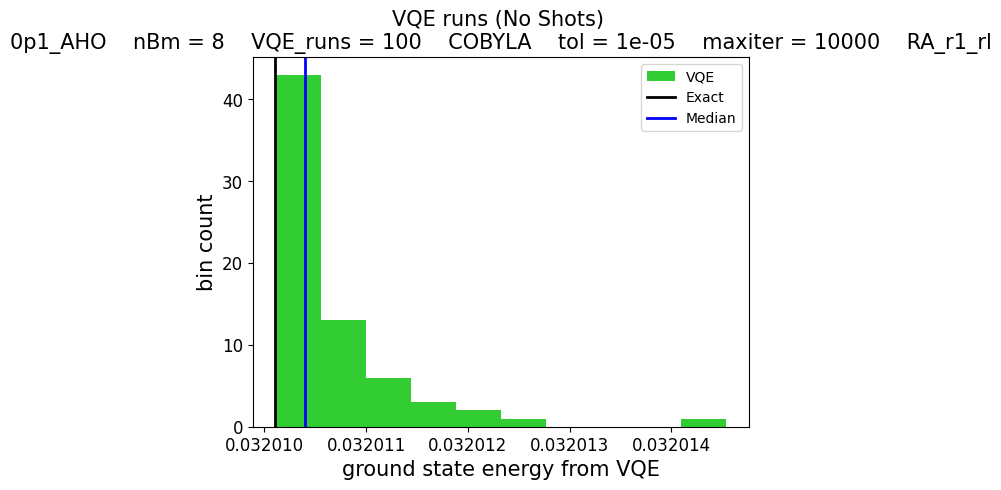 VQE runs (No Shots)
0p1_AHO nBm = 8 VQE_runs = 100 COBYLA tol = 1e-05 maxiter = 10000 RA_r1_rl
VQE
Exact
Median
40
30
20
10
0
bin count
0.032010 0.032011 0.032012 0.032013 0.032014
ground state energy from VQE